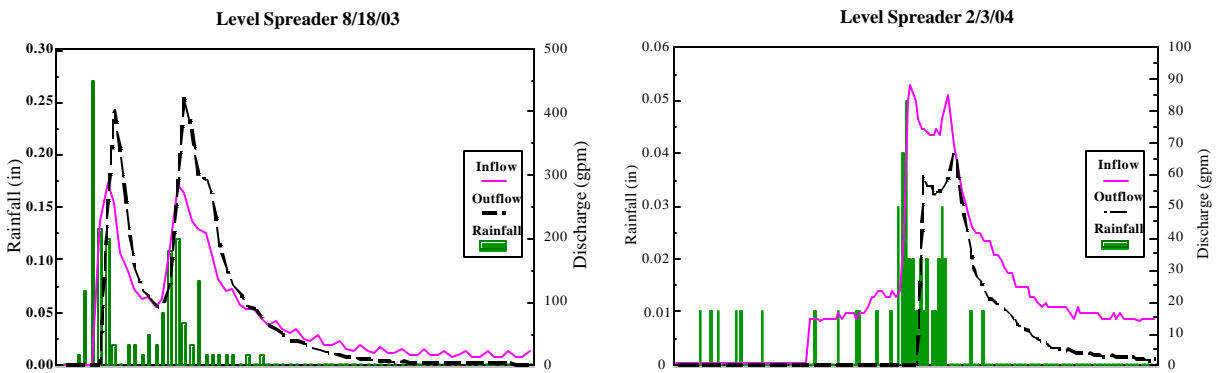 Level Spreader 8/18/03
0.30
0.25
0.20
0.15
0.10
0.05
0.00
Rainfall (in)
500
400
300
200
100
0
Discharge (gpm)
Inflow
Outflow
Rainfall
Level Spreader 2/3/04
0.06
0.05
0.04
0.03
0.02
0.01
0
Rainfall (in)
100
90
80
70
60
50
40
30
20
10
0
Discharge (gpm)
Inflow
Outflow
Rainfall